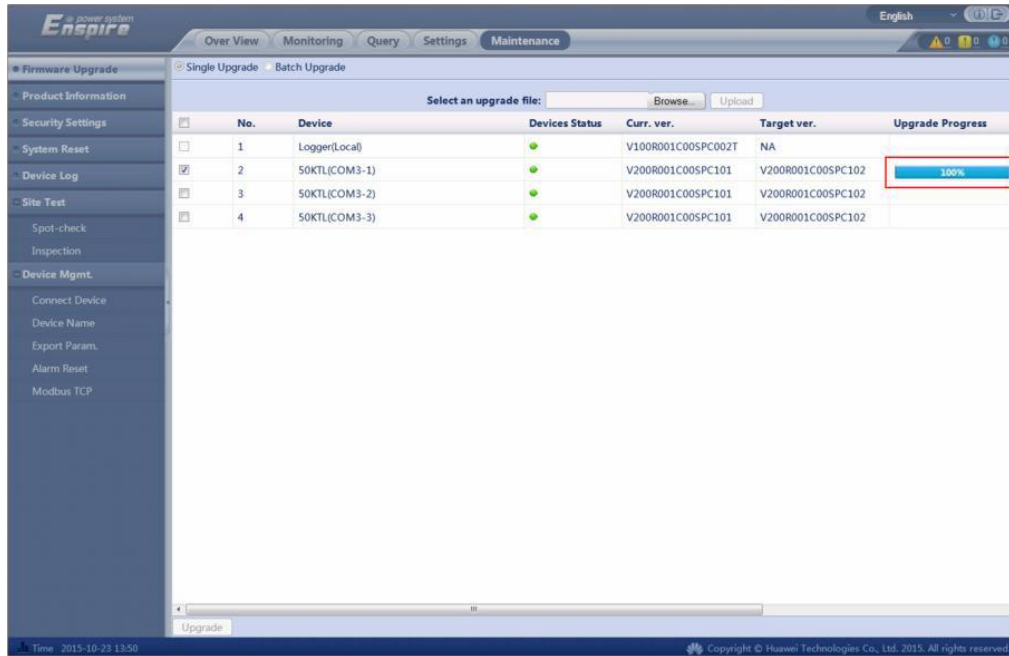 Enspire
e power system
English
Over View Monitoring Query Settings Maintenance
0 0 0
Firmware Upgrade
Product Information
Security Settings
System Reset
Device Log
Site Test
Spot-check
Inspection
Device Mgmt.
Connect Device
Device Name
Export Param.
Alarm Reset
Modbus TCP
Single Upgrade Batch Upgrade
Select an upgrade file: Browse... Upload
No. Device Devices Status Curr. ver. Target ver. Upgrade Progress
1 Logger(Local) V100R001C00SPC002T NA
2 50KTL(COM3-1) V200R001C00SPC101 V200R001C00SPC102 100%
3 50KTL(COM3-2) V200R001C00SPC101 V200R001C00SPC102
4 50KTL(COM3-3) V200R001C00SPC101 V200R001C00SPC102
Upgrade
Time 2015-10-23 13:50
Copyright © Huawei Technologies Co., Ltd. 2015. All rights reserved.